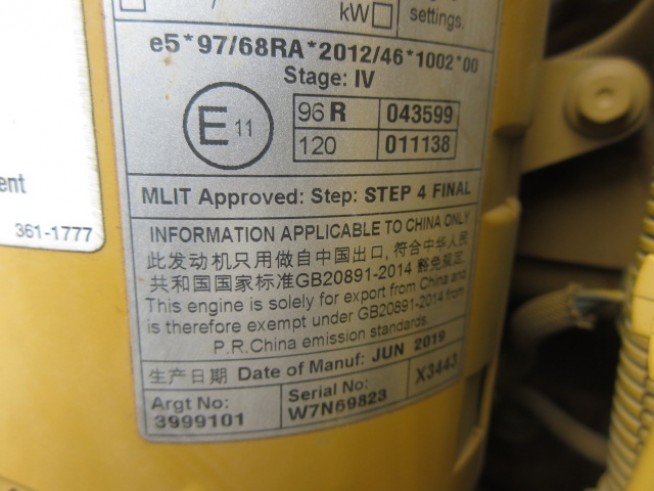 kW
settings.
e5*97/68RA*2012/46*1002*00
Stage: IV
E 11
96 R 043599
120 011138
MLIT Approved: Step: STEP 4 FINAL
INFORMATION APPLICABLE TO CHINA ONLY
此发动机只用做自中国出口,符合中华人民
共和国国家标准GB20891-2014 豁免规定
This engine is solely for export from China and
is therefore exempt under GB20891-2014 from
P.R.China emission standards.
生产日期 Date of Manuf: JUN 2019
Argt No: Serial No: X3443
3999101 W7N69823
ent
361-1777